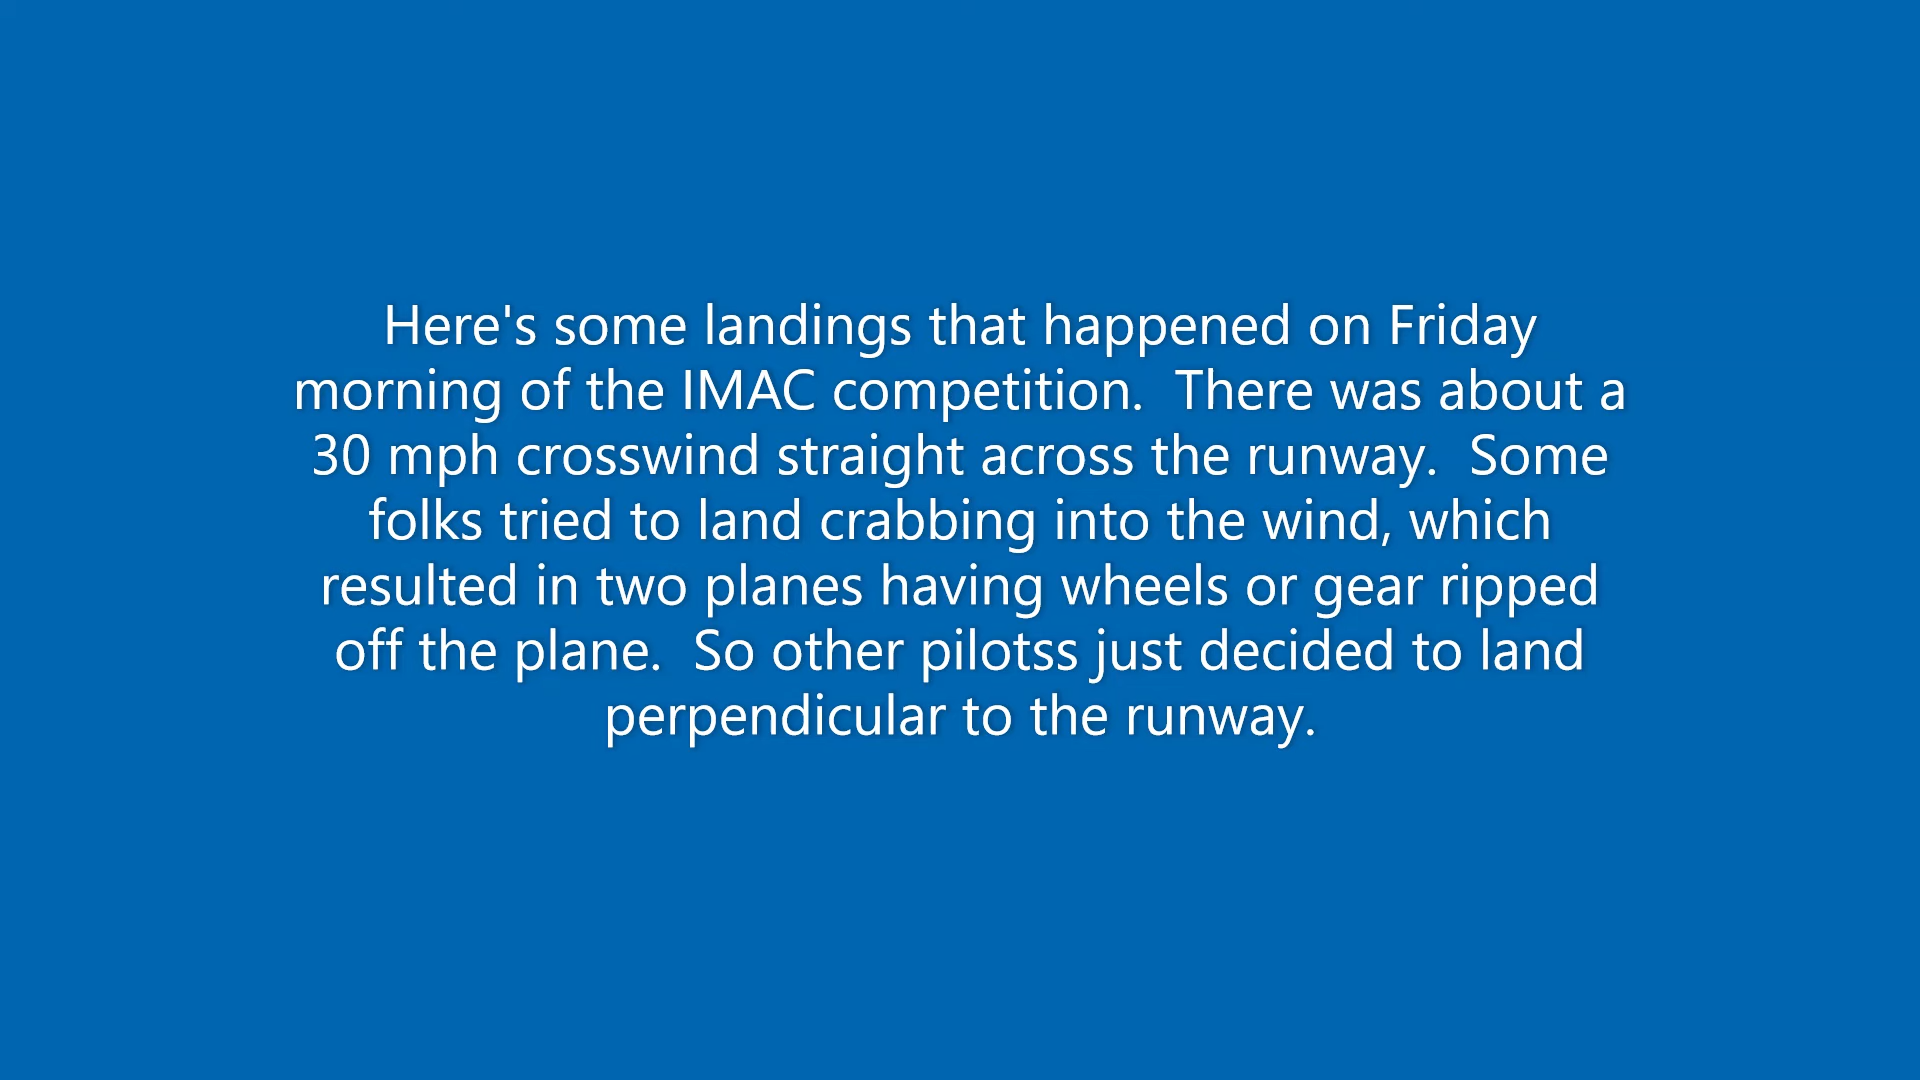 Here's some landings that happened on Friday
morning of the IMAC competition.  There was about a
30 mph crosswind straight across the runway.  Some
folks tried to land crabbing into the wind, which
resulted in two planes having wheels or gear ripped
off the plane.  So other pilotss just decided to land
perpendicular to the runway.